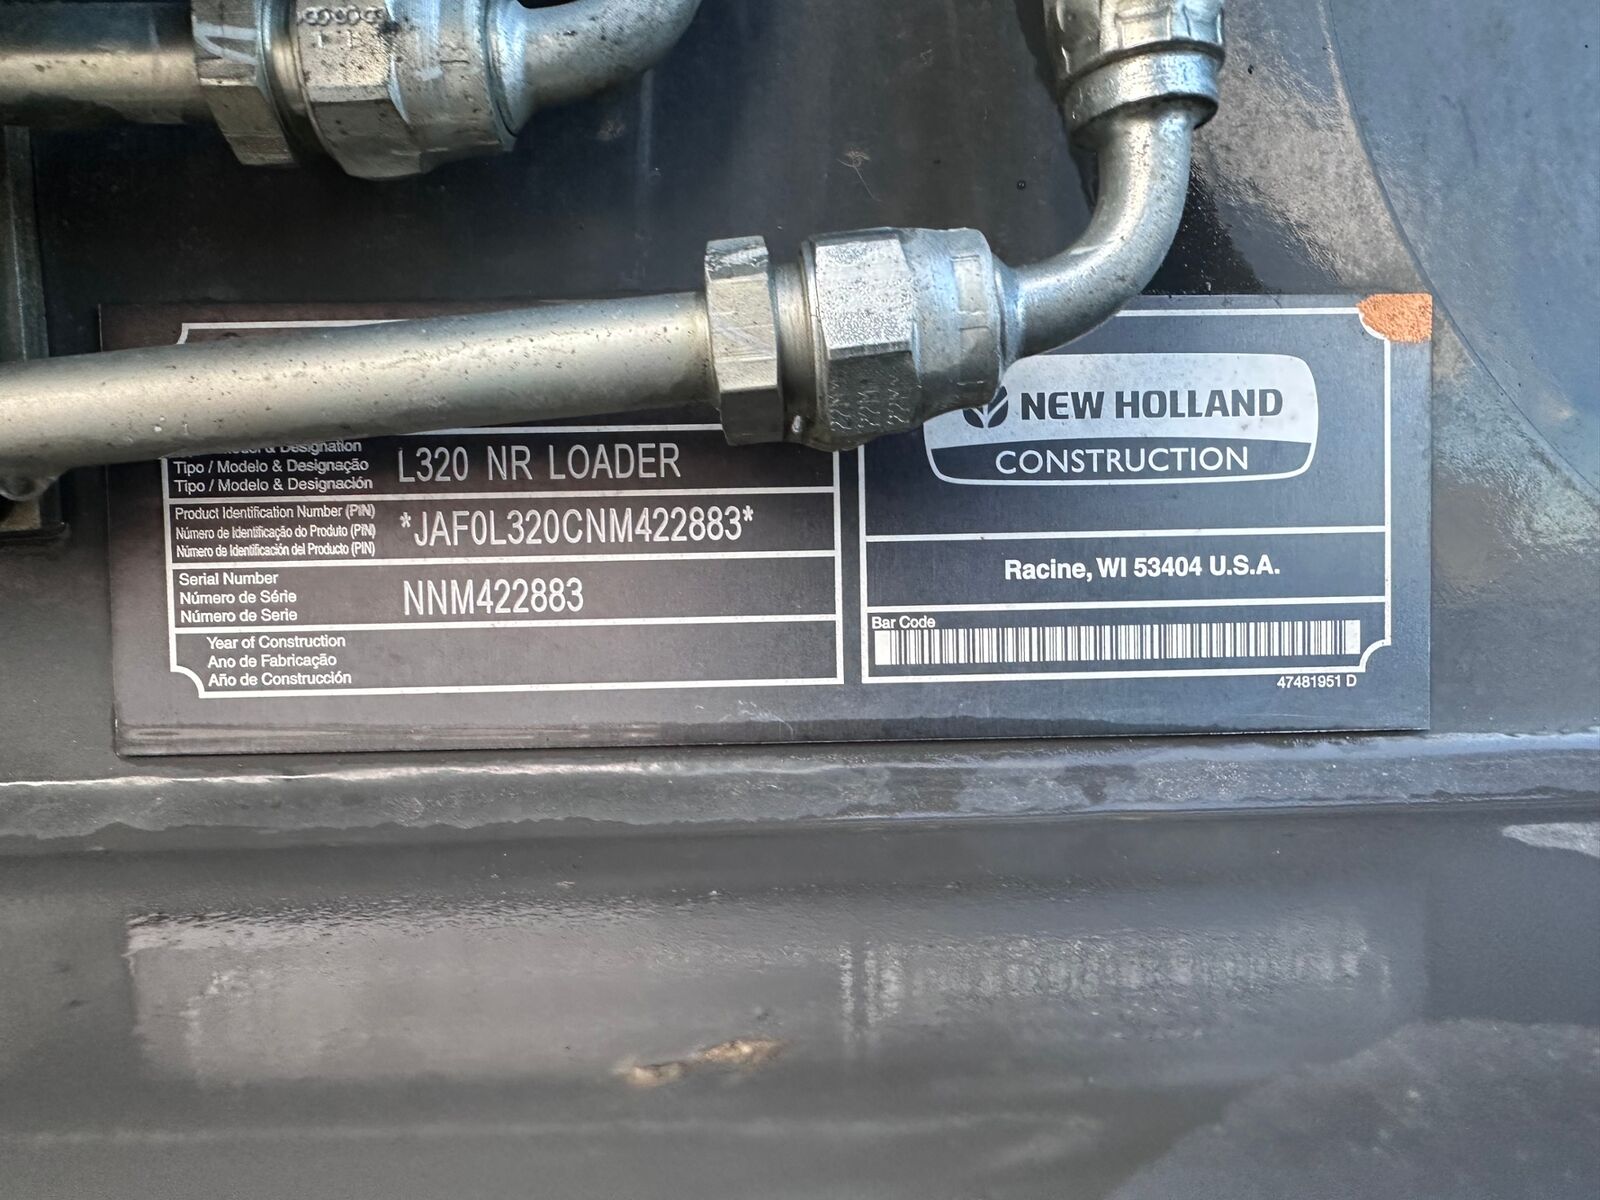 Designation
Tipo / Modelo & Designação
Tipo / Modelo & Designación
L320 NR LOADER
Product Identification Number (PIN)
Número de Identificação do Produto (PIN)
Número de Identificación del Producto (PIN)
*JAF0L320CNM422883*
Serial Number
Número de Série
Número de Serie
NNM422883
Year of Construction
Ano de Fabricação
Año de Construcción
NEW HOLLAND
CONSTRUCTION
Racine, WI 53404 U.S.A.
Bar Code
47481951 D